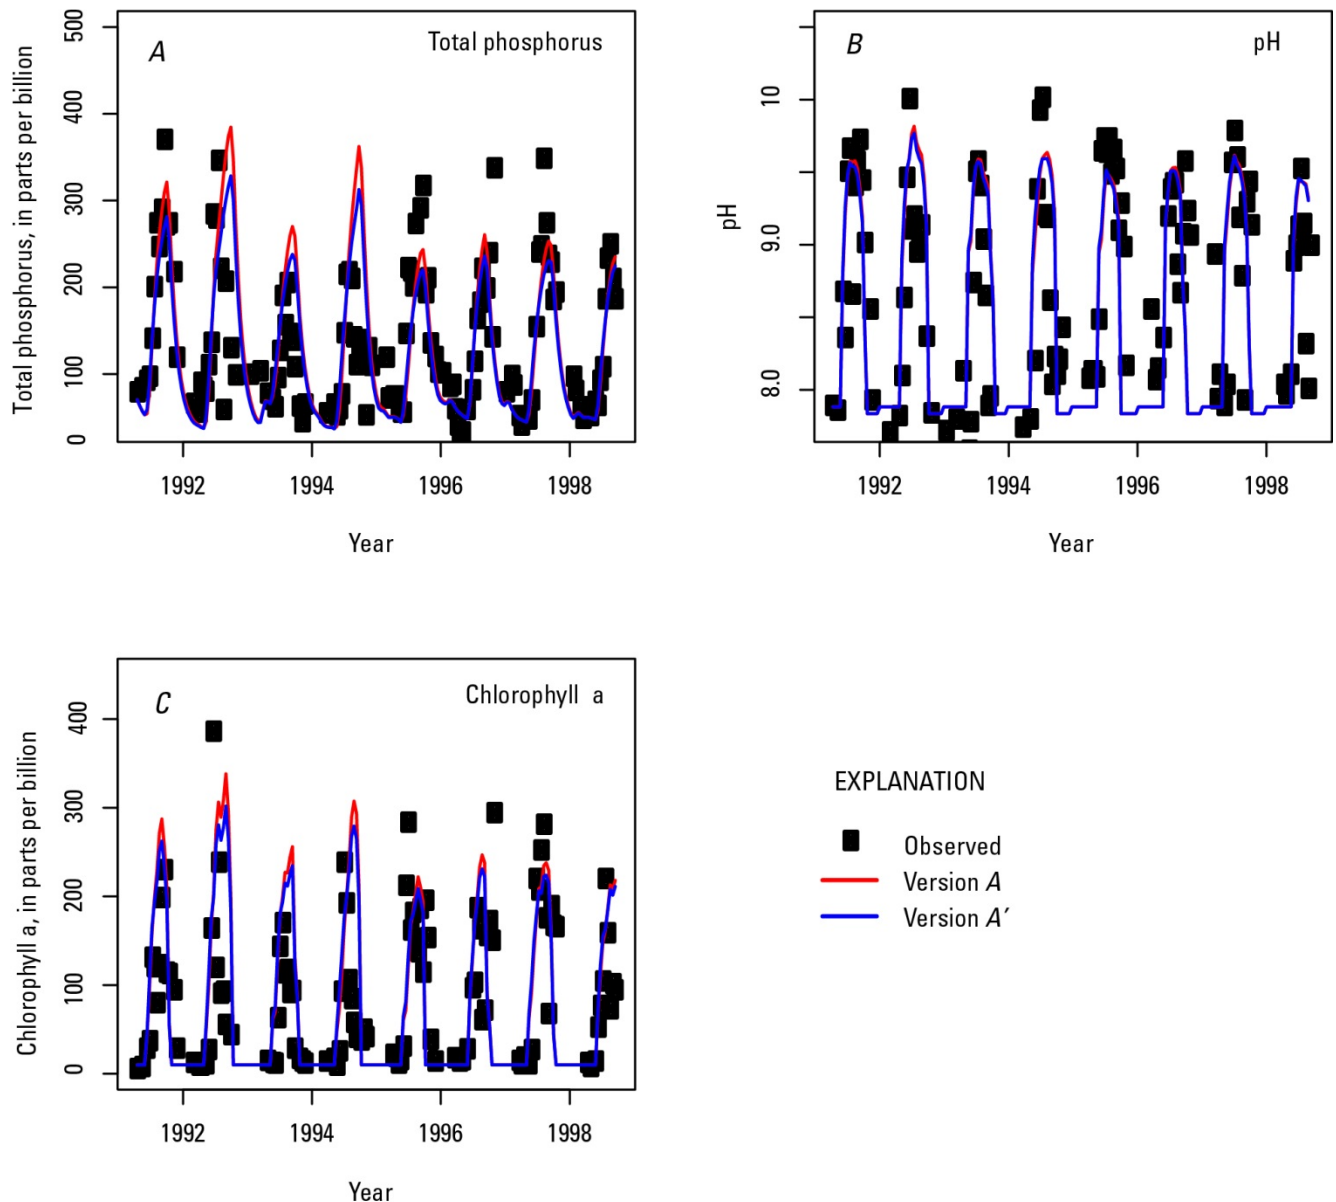 A
Total phosphorus
Total phosphorus, in parts per billion
500
400
300
200
100
0
1992
1994
1996
1998
Year
B
pH
pH
10
9.0
8.0
1992
1994
1996
1998
Year
C
Chlorophyll a
Chlorophyll a, in parts per billion
400
300
200
100
0
1992
1994
1996
1998
Year
EXPLANATION
Observed
Version A
Version A′